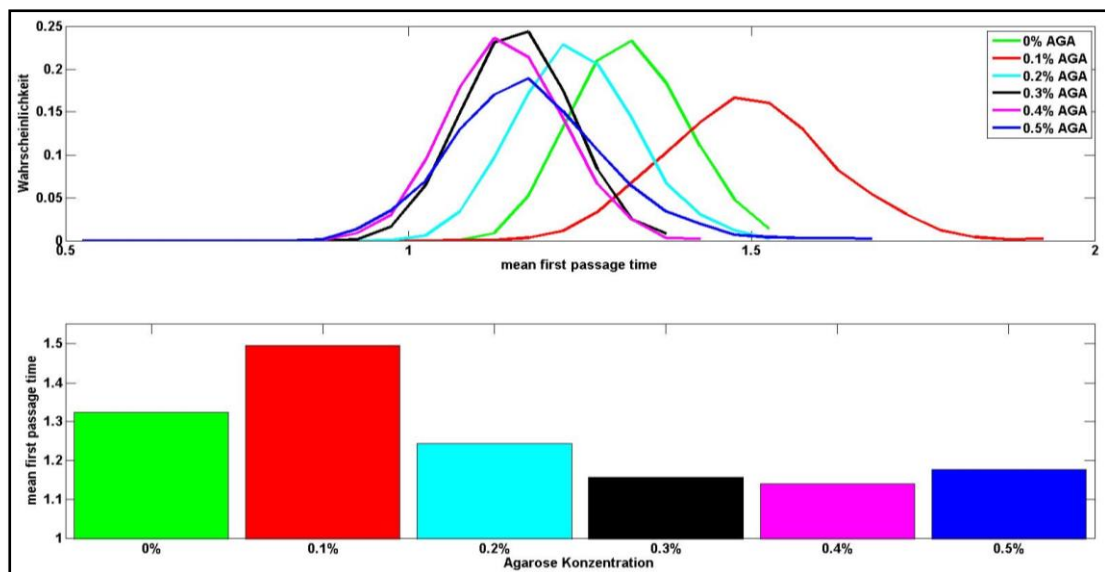 0.25
0.2
0.15
0.1
0.05
0
Wahrscheinlichkeit
0% AGA
0.1% AGA
0.2% AGA
0.3% AGA
0.4% AGA
0.5% AGA
0.5 1 1.5 2
mean first passage time
1.5
1.4
1.3
1.2
1.1
1
mean first passage time
0% 0.1% 0.2% 0.3% 0.4% 0.5%
Agarose Konzentration